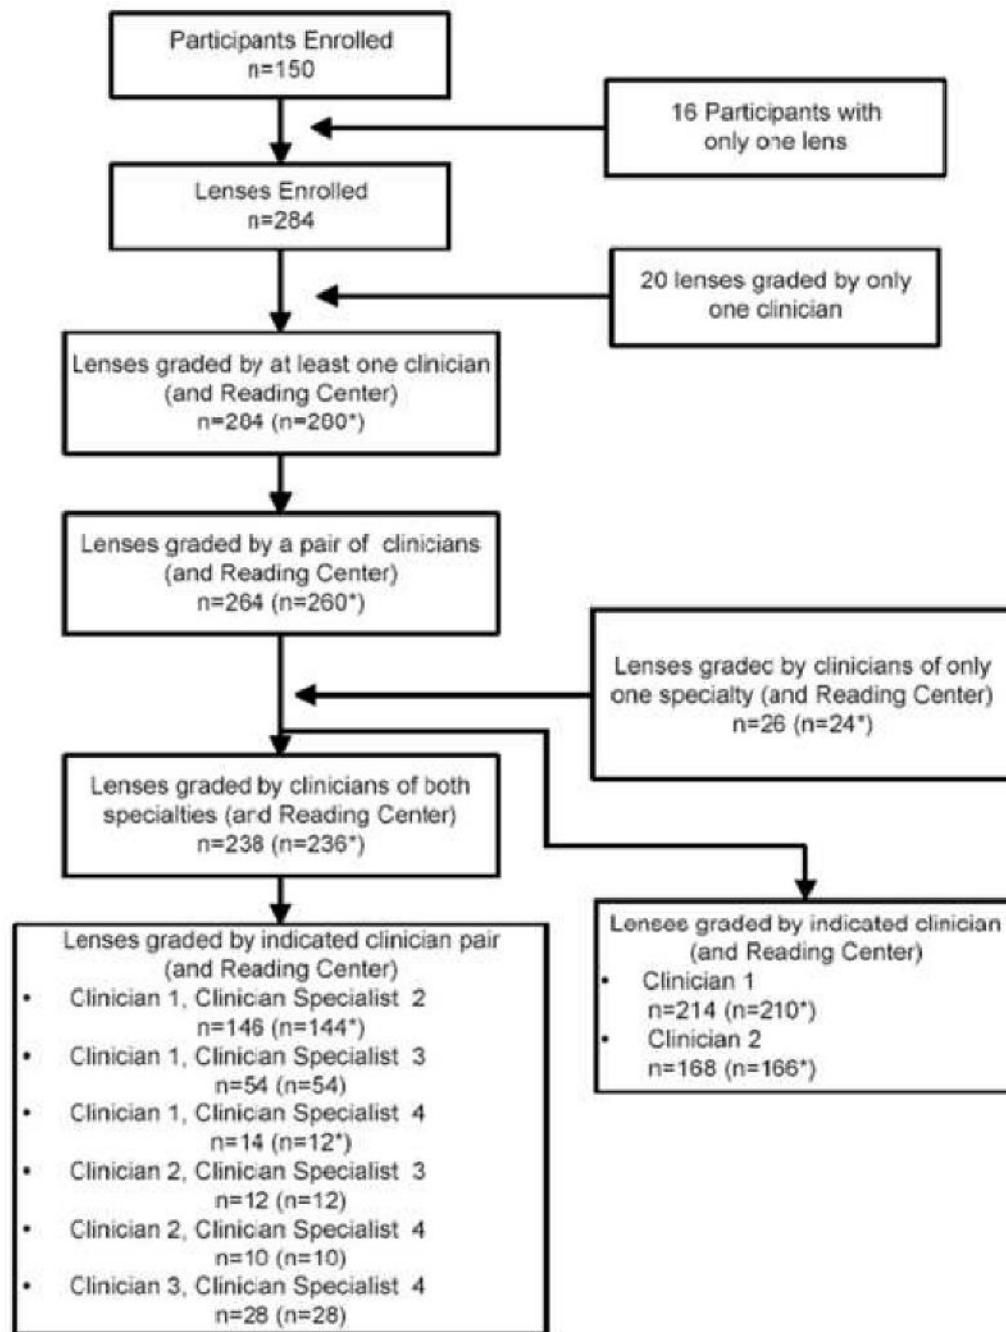 Participants Enrolled
n=150
16 Participants with
only one lens
Lenses Enrolled
n=284
20 lenses graded by only
one clinician
Lenses graded by at least one clinician
(and Reading Center)
n=284 (n=280*)
Lenses graded by a pair of clinicians
(and Reading Center)
n=264 (n=260*)
Lenses graded by clinicians of only
one specialty (and Reading Center)
n=26 (n=24*)
Lenses graded by clinicians of both
specialties (and Reading Center)
n=238 (n=236*)
Lenses graded by indicated clinician pair
(and Reading Center)
• Clinician 1, Clinician Specialist 2
n=146 (n=144*)
• Clinician 1, Clinician Specialist 3
n=54 (n=54)
• Clinician 1, Clinician Specialist 4
n=14 (n=12*)
• Clinician 2, Clinician Specialist 3
n=12 (n=12)
• Clinician 2, Clinician Specialist 4
n=10 (n=10)
• Clinician 3, Clinician Specialist 4
n=28 (n=28)
Lenses graded by indicated clinician
(and Reading Center)
• Clinician 1
n=214 (n=210*)
• Clinician 2
n=168 (n=166*)